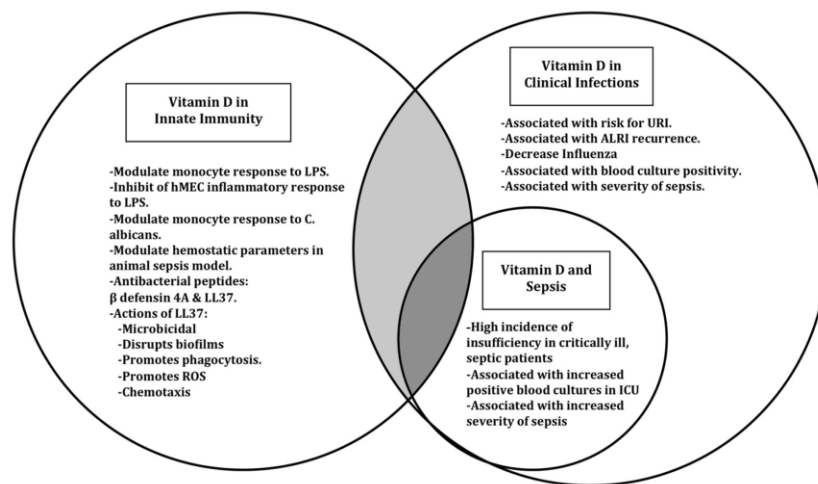 Vitamin D in
Innate Immunity
-Modulate monocyte response to LPS.
-Inhibit of hMEC inflammatory response
to LPS.
-Modulate monocyte response to C.
albicans.
-Modulate hemostatic parameters in
animal sepsis model.
-Antibacterial peptides:
β defensin 4A & LL37.
-Actions of LL37:
-Microbicidal
-Disrupts biofilms
-Promotes phagocytosis.
-Promotes ROS
-Chemotaxis
Vitamin D in
Clinical Infections
-Associated with risk for URI.
-Associated with ALRI recurrence.
-Decrease Influenza
-Associated with blood culture positivity.
-Associated with severity of sepsis.
Vitamin D and
Sepsis
-High incidence of
insufficiency in critically ill,
septic patients
-Associated with increased
positive blood cultures in ICU
-Associated with increased
severity of sepsis